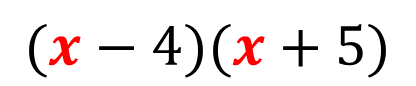 (x − 4)(x + 5)